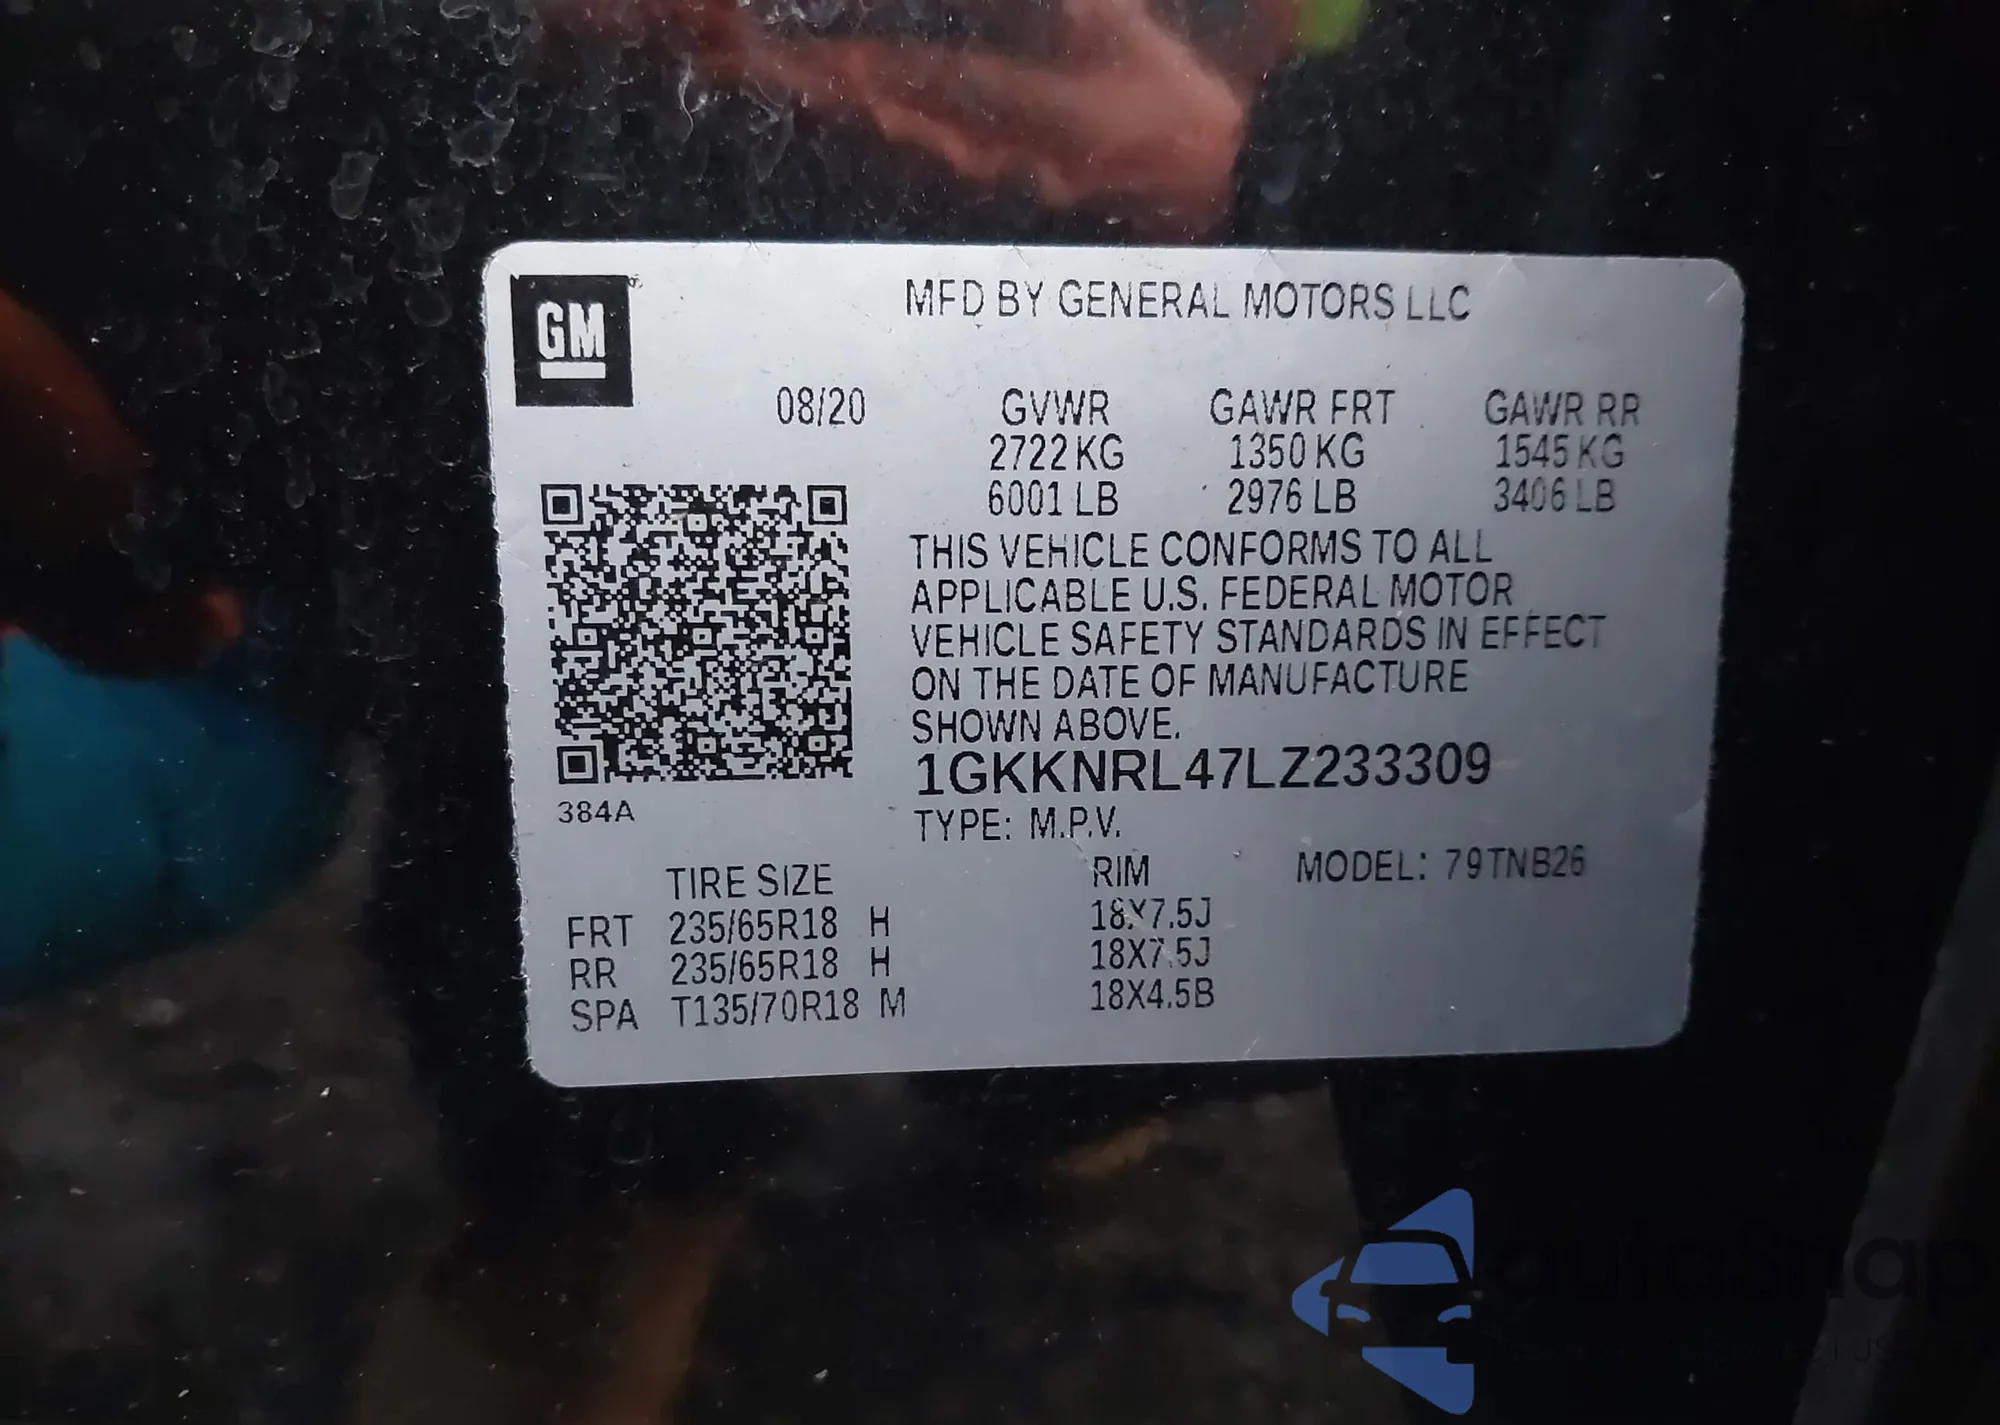 GM
MFD BY GENERAL MOTORS LLC
08/20 GVWR GAWR FRT GAWR RR
2722KG 1350 KG 1545 KG
6001 LB 2976 LB 3406 LB
THIS VEHICLE CONFORMS TO ALL
APPLICABLE U.S. FEDERAL MOTOR
VEHICLE SAFETY STANDARDS IN EFFECT
ON THE DATE OF MANUFACTURE
SHOWN ABOVE.
1GKKNRL47LZ233309
384A
TYPE: M.P.V.
TIRE SIZE RIM MODEL: 79TNB26
FRT 235/65R18 H 18X7.5J
RR 235/65R18 H 18X7.5J
SPA T135/70R18 M 18X4.5B
autosnap